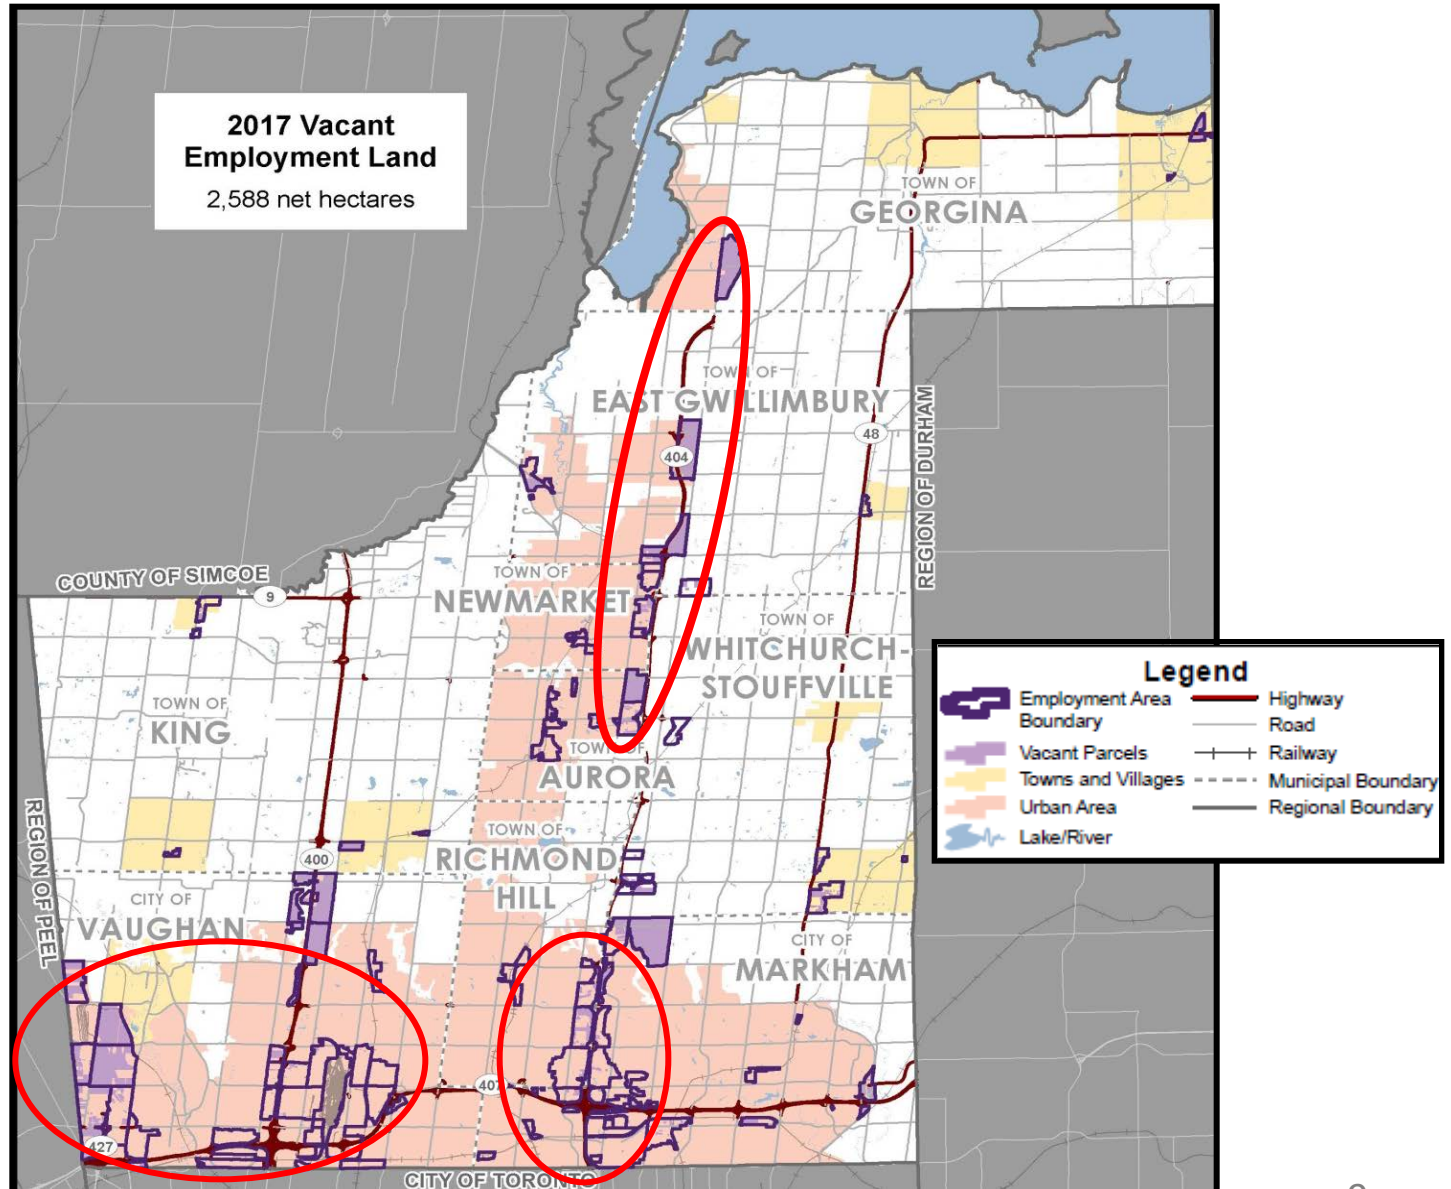 2017 Vacant
Employment Land
2,588 net hectares
TOWN OF
GEORGINA
TOWN OF
EAST GWILLIMBURY
48
404
REGION OF DURHAM
COUNTY OF SIMCOE
9
TOWN OF
NEWMARKET
TOWN OF
WHITCHURCH-
STOUFFVILLE
TOWN OF
KING
TOWN OF
AURORA
TOWN OF
RICHMOND
HILL
400
REGION OF PEEL
CITY OF
VAUGHAN
CITY OF
MARKHAM
407
427
CITY OF TORONTO
Legend
Employment Area
Boundary
Vacant Parcels
Towns and Villages
Urban Area
Lake/River
Highway
Road
Railway
Municipal Boundary
Regional Boundary